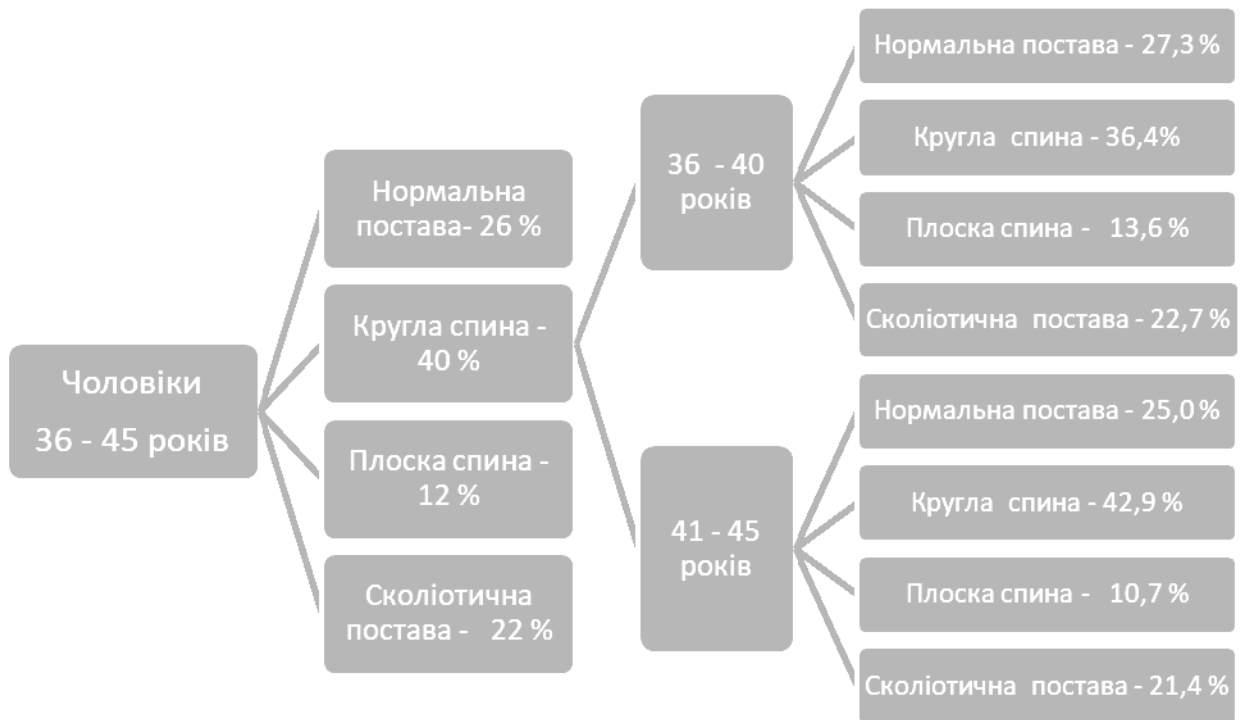 Чоловіки
36 - 45 років
Нормальна
постава- 26 %
Кругла спина -
40 %
Плоска спина -
12 %
Сколіотична
постава -   22 %
36  - 40
років
41 - 45
років
Нормальна постава - 27,3 %
Кругла  спина - 36,4%
Плоска спина -   13,6 %
Сколіотична  постава - 22,7 %
Нормальна постава - 25,0 %
Кругла  спина - 42,9 %
Плоска спина -   10,7 %
Сколіотична  постава - 21,4 %